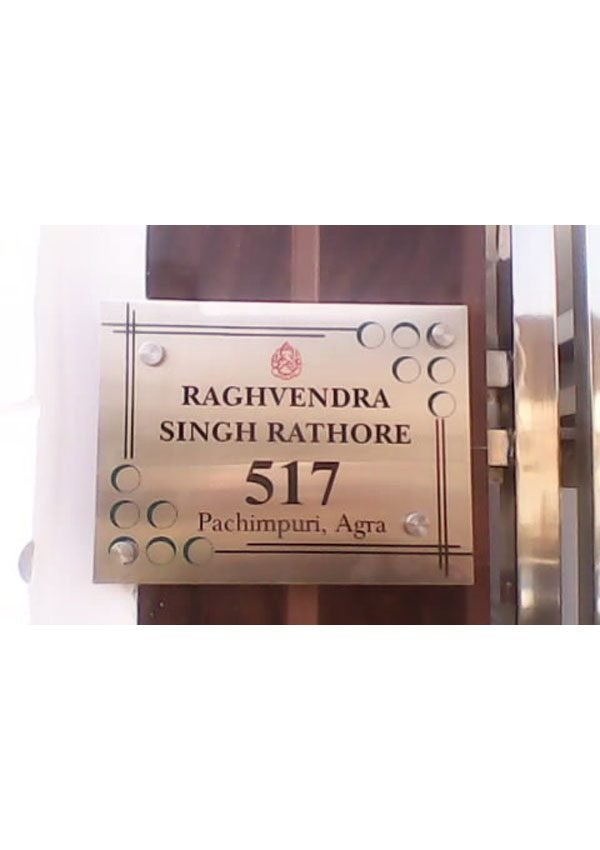 RAGHVENDRA
SINGH RATHORE
517
Pachimpuri, Agra